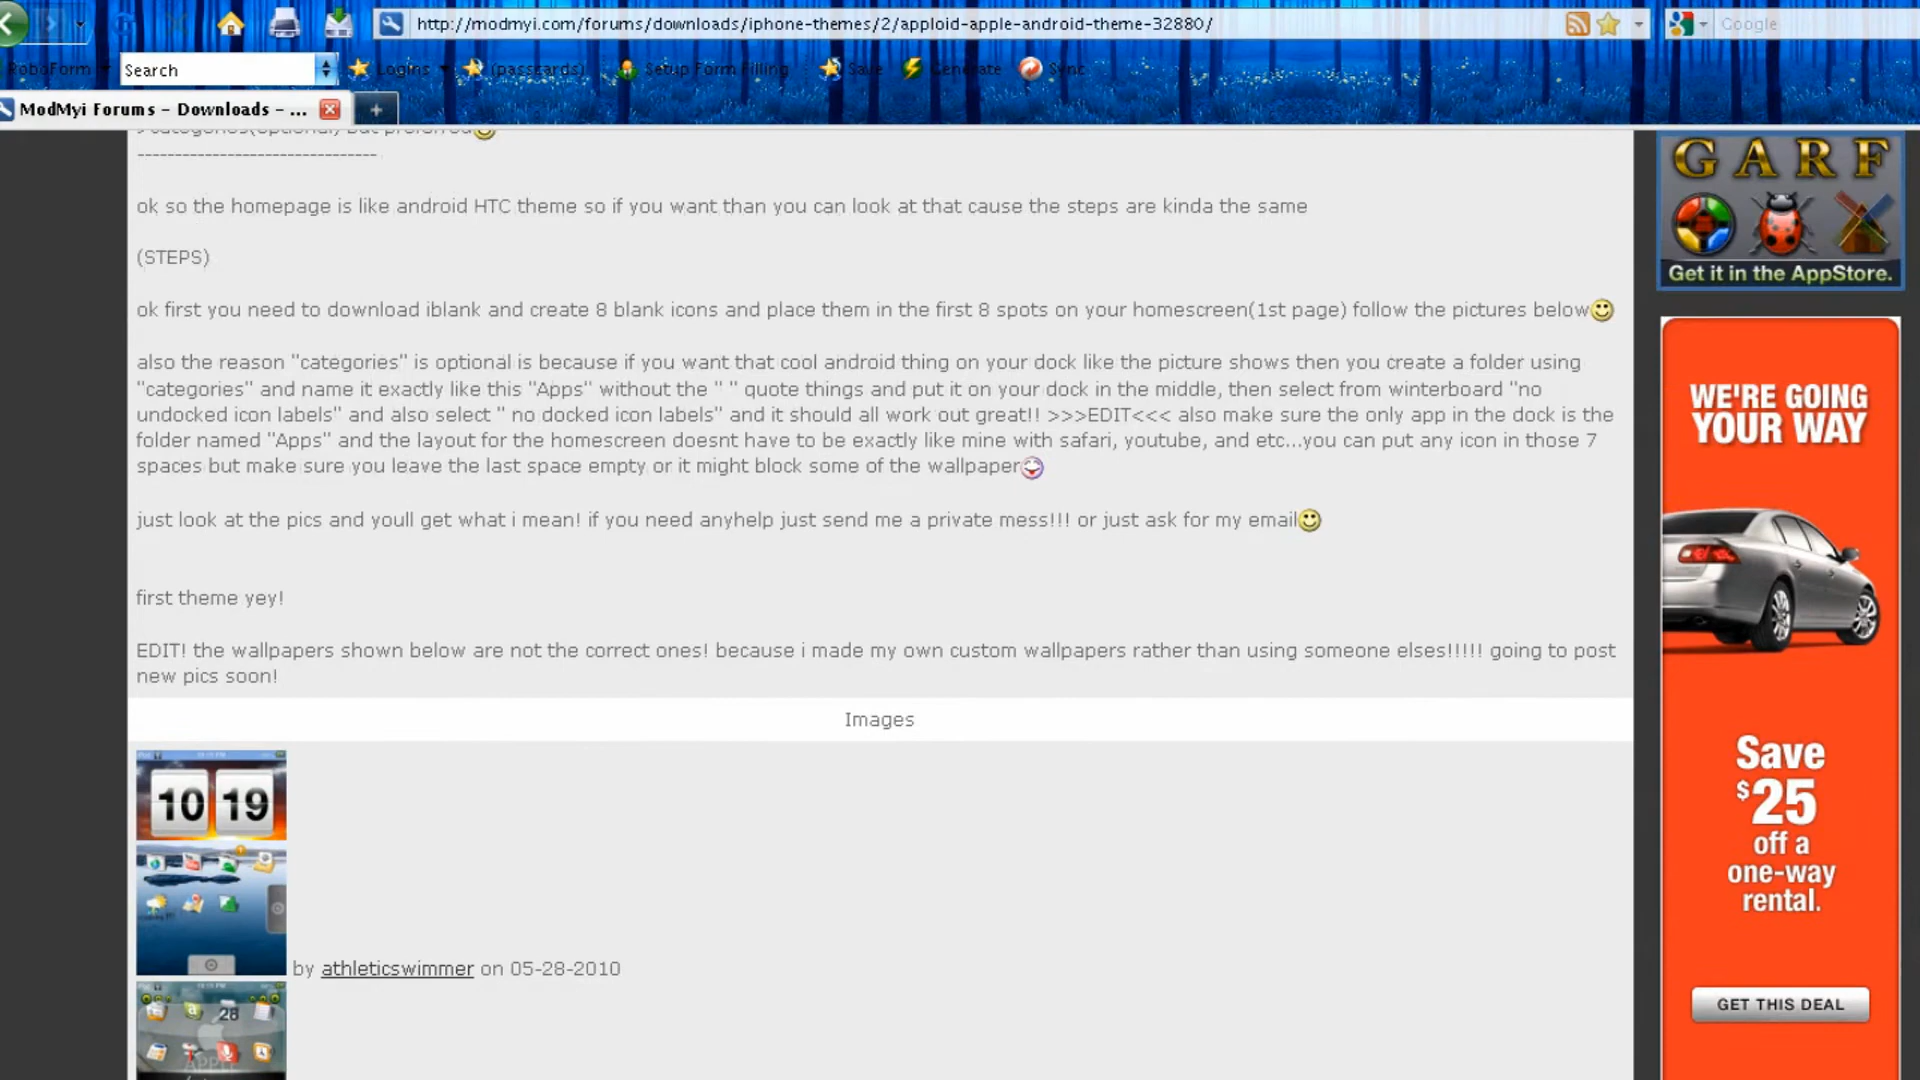 http://modmyi.com/forums/downloads/iphone-themes/2/apploid-apple-android-theme-32880/
Google
RoboForm
Search
Logins
(passcards)
Setup Form Filling
Save
Generate
Sync
ModMyi Forums - Downloads - ...
>categories(optional) but preferred
--------------------------------
ok so the homepage is like android HTC theme so if you want than you can look at that cause the steps are kinda the same
(STEPS)
ok first you need to download iblank and create 8 blank icons and place them in the first 8 spots on your homescreen(1st page) follow the pictures below
also the reason "categories" is optional is because if you want that cool android thing on your dock like the picture shows then you create a folder using
"categories" and name it exactly like this "Apps" without the " " quote things and put it on your dock in the middle, then select from winterboard "no
undocked icon labels" and also select " no docked icon labels" and it should all work out great!! >>>EDIT<<< also make sure the only app in the dock is the
folder named "Apps" and the layout for the homescreen doesnt have to be exactly like mine with safari, youtube, and etc...you can put any icon in those 7
spaces but make sure you leave the last space empty or it might block some of the wallpaper
just look at the pics and youll get what i mean! if you need anyhelp just send me a private mess!!! or just ask for my email
first theme yey!
EDIT! the wallpapers shown below are not the correct ones! because i made my own custom wallpapers rather than using someone elses!!!!! going to post
new pics soon!
Images
10 19
by athleticswimmer on 05-28-2010
28
GARF
Get it in the AppStore.
WE'RE GOING
YOUR WAY
Save
$25
off a
one-way
rental.
GET THIS DEAL